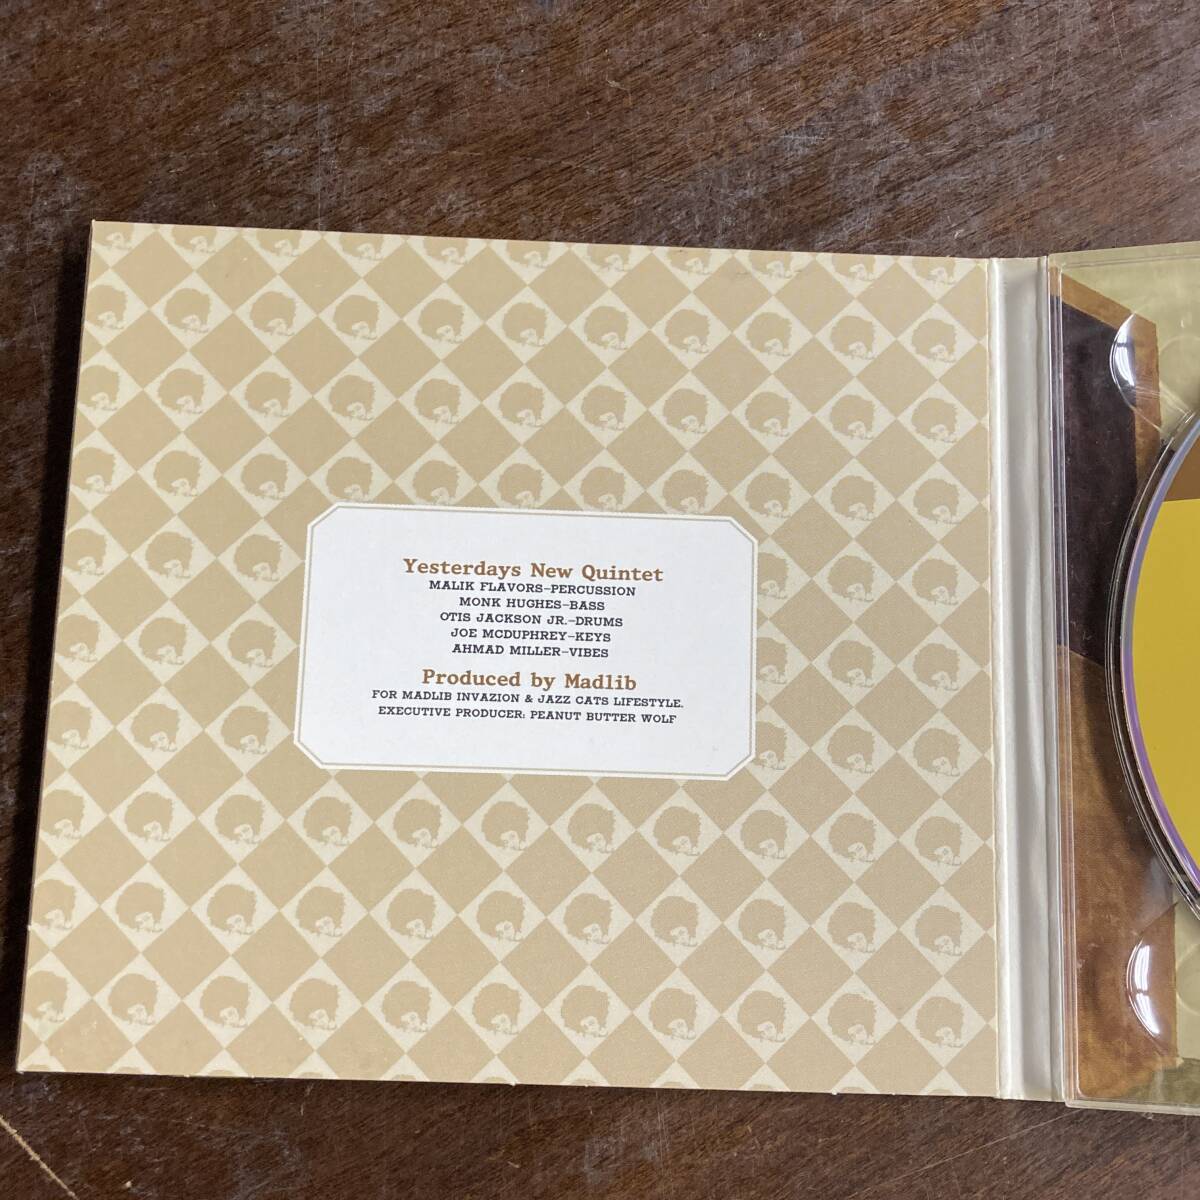 Yesterdays New Quintet
MALIK FLAVORS-PERCUSSION
MONK HUGHES-BASS
OTIS JACKSON JR.-DRUMS
JOE MCDUPHREY-KEYS
AHMAD MILLER-VIBES
Produced by Madlib
FOR MADLIB INVAZION & JAZZ CATS LIFESTYLE.
EXECUTIVE PRODUCER: PEANUT BUTTER WOLF